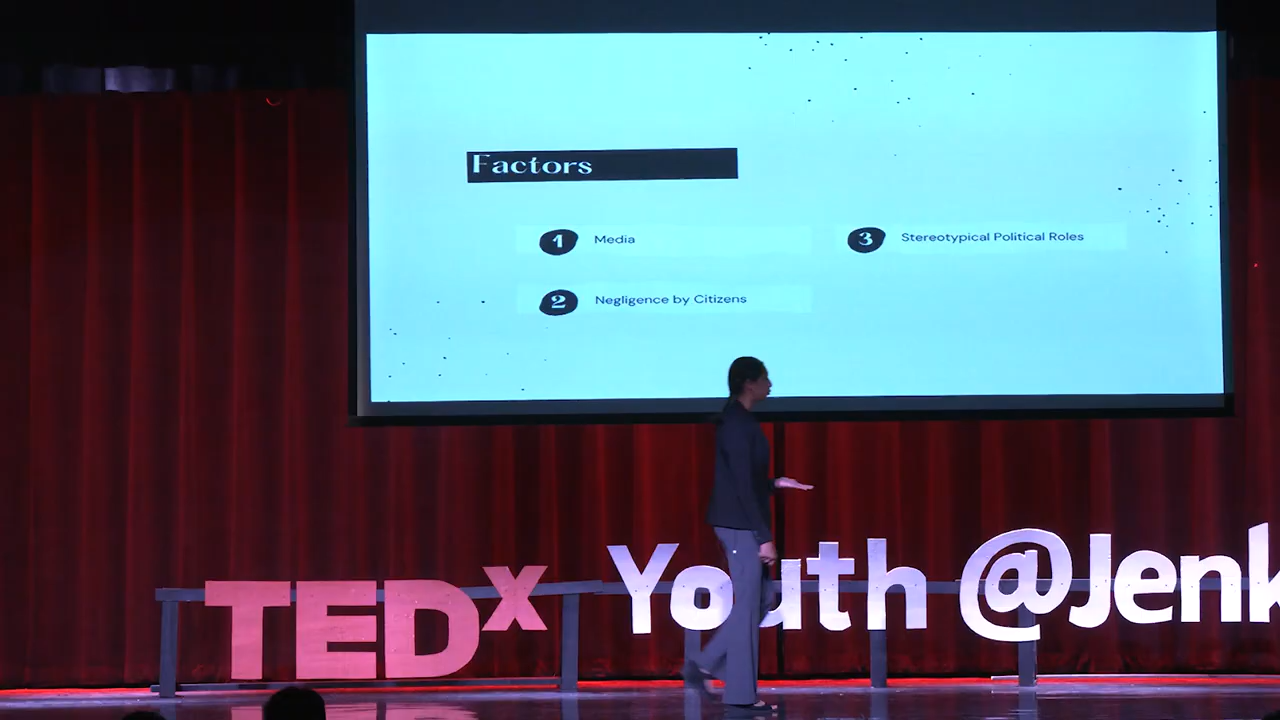 Factors
1 Media
2 Negligence by Citizens
3 Stereotypical Political Roles
TEDx Youth @Jenk